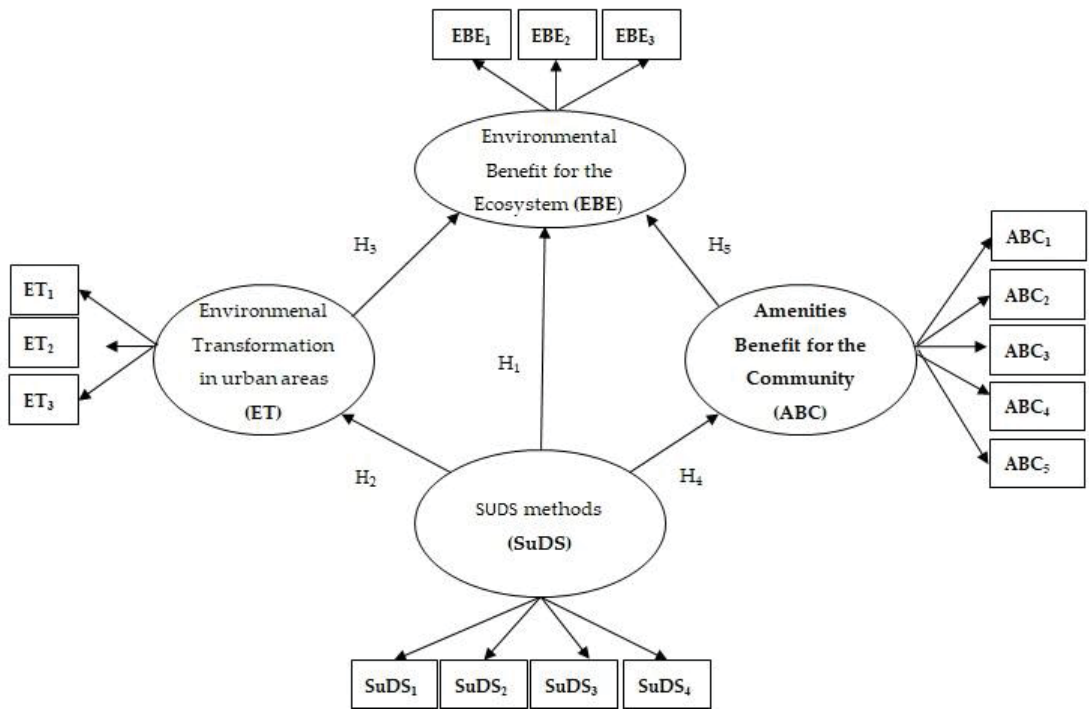 EBE₁ EBE₂ EBE₃
Environmental
Benefit for the
Ecosystem (EBE)
H₃
H₅
ET₁
ET₂
ET₃
Environmenal
Transformation
in urban areas
(ET)
H₁
Amenities
Benefit for the
Community
(ABC)
ABC₁
ABC₂
ABC₃
ABC₄
ABC₅
H₂
H₄
SUDS methods
(SuDS)
SuDS₁ SuDS₂ SuDS₃ SuDS₄